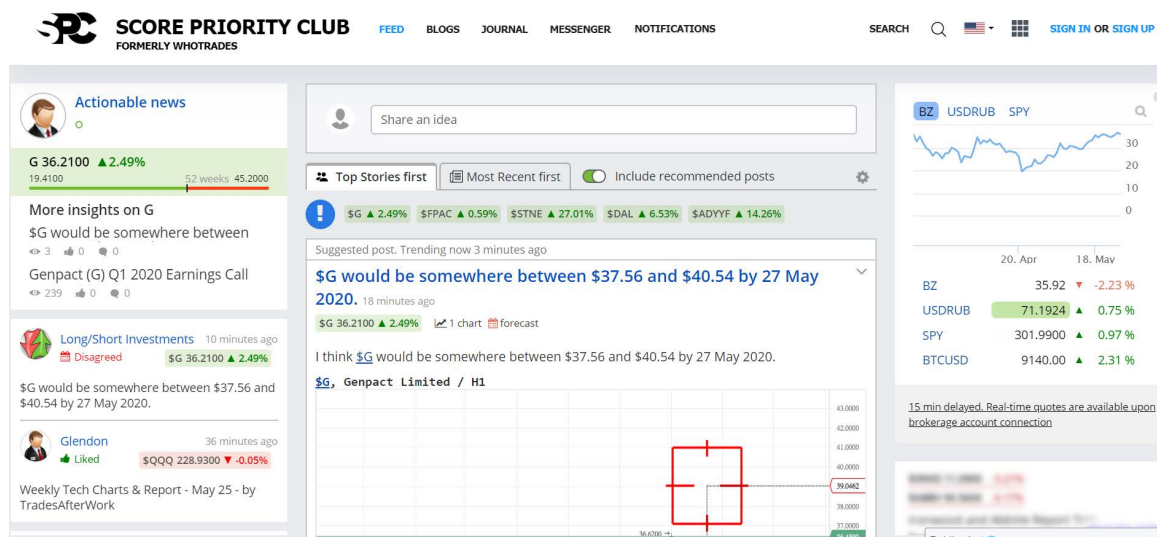 SPC
SCORE PRIORITY CLUB
FORMERLY WHOTRADES
FEED BLOGS JOURNAL MESSENGER NOTIFICATIONS
SEARCH
SIGN IN OR SIGN UP
Actionable news
G 36.2100 ▲2.49%
19.4100 52 weeks 45.2000
More insights on G
$G would be somewhere between
3 0 0
Genpact (G) Q1 2020 Earnings Call
239 0 0
Long/Short Investments 10 minutes ago
Disagreed $G 36.2100 ▲ 2.49%
$G would be somewhere between $37.56 and
$40.54 by 27 May 2020.
Glendon 36 minutes ago
Liked $QQQ 228.9300 ▼ -0.05%
Weekly Tech Charts & Report - May 25 - by
TradesAfterWork
Share an idea
Top Stories first Most Recent first Include recommended posts
$G ▲ 2.49% $FPAC ▲ 0.59% $STNE ▲ 27.01% $DAL ▲ 6.53% $ADYYF ▲ 14.26%
Suggested post. Trending now 3 minutes ago
$G would be somewhere between $37.56 and $40.54 by 27 May
2020. 18 minutes ago
$G 36.2100 ▲ 2.49% 1 chart forecast
I think $G would be somewhere between $37.56 and $40.54 by 27 May 2020.
$G, Genpact Limited / H1
43.0000
42.0000
41.0000
40.0000
39.0462
38.0000
37.0000
36.6200 →
BZ USDRUB SPY
30
20
10
0
20. Apr 18. May
BZ 35.92 ▼ -2.23 %
USDRUB 71.1924 ▲ 0.75 %
SPY 301.9900 ▲ 0.97 %
BTCUSD 9140.00 ▲ 2.31 %
15 min delayed. Real-time quotes are available upon
brokerage account connection